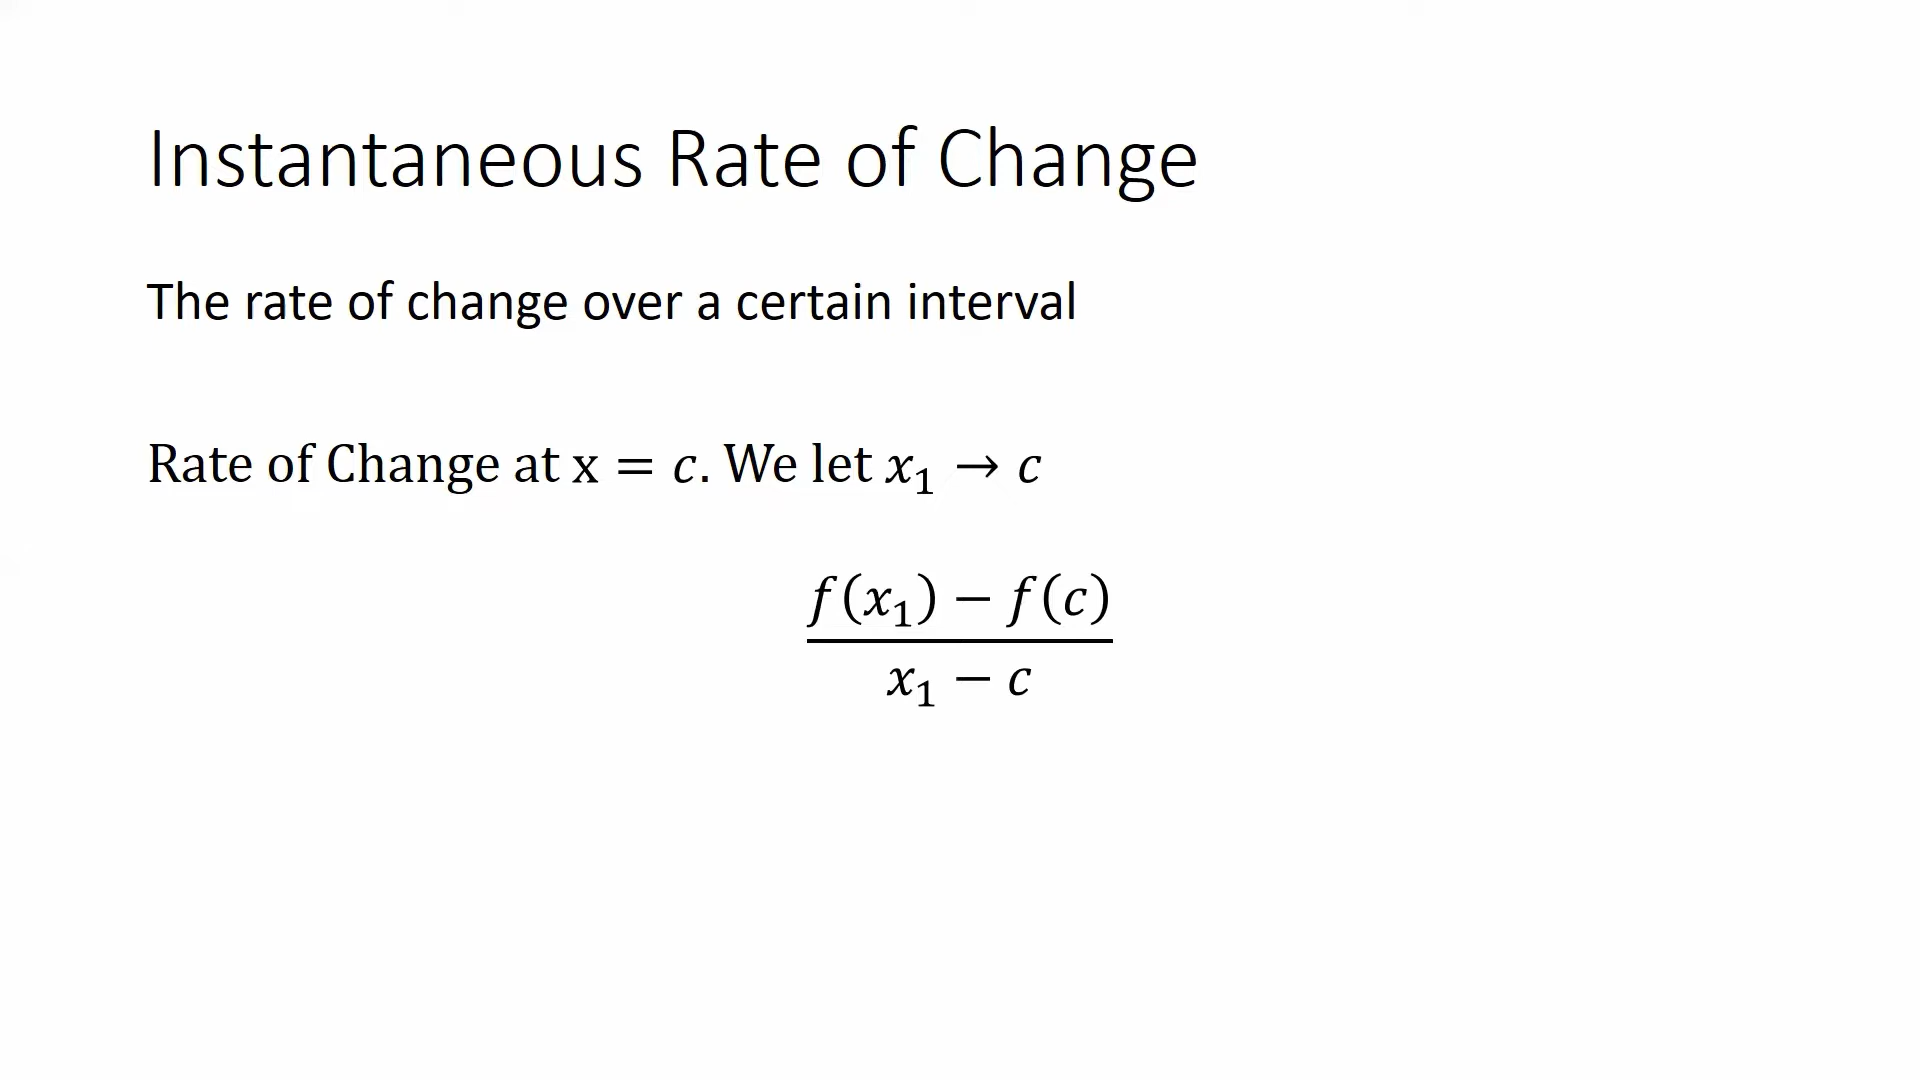 Instantaneous Rate of Change
The rate of change over a certain interval
Rate of Change at x = c. We let x₁ → c
f(x₁) − f(c)
x₁ − c